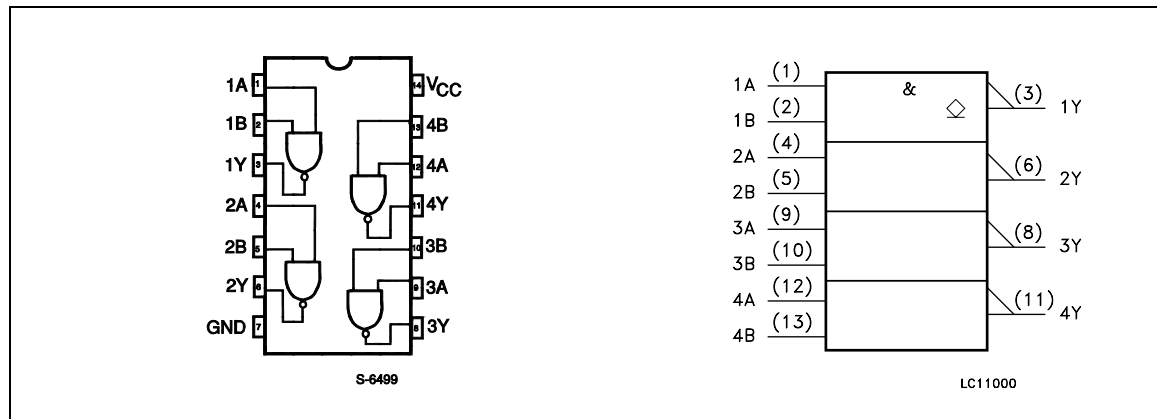 1A 1 14 VCC
1B 2 13 4B
1Y 3 12 4A
2A 4 11 4Y
2B 5 10 3B
2Y 6 9 3A
GND 7 8 3Y
S-6499
1A (1) & (3) 1Y
1B (2)
2A (4) (6) 2Y
2B (5)
3A (9) (8) 3Y
3B (10)
4A (12) (11) 4Y
4B (13)
LC11000